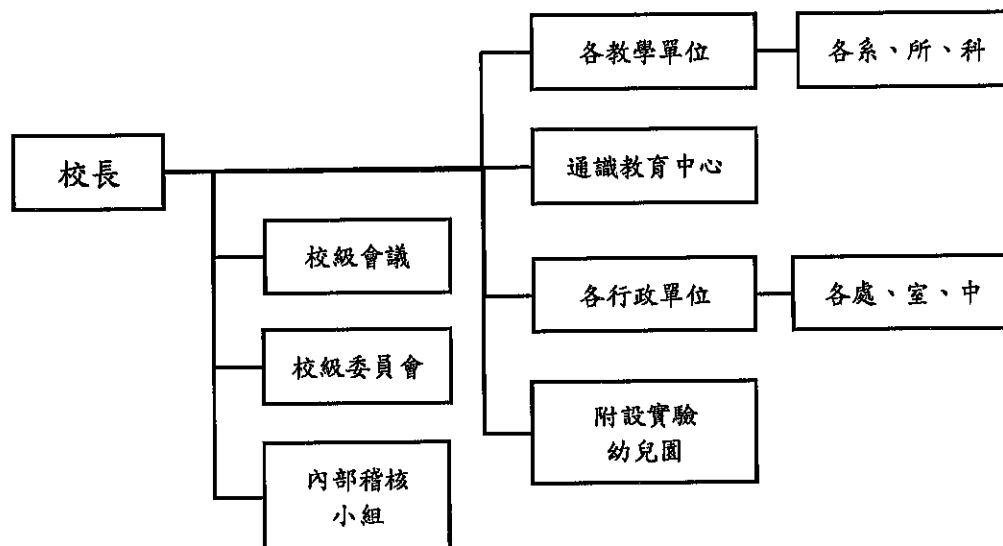 校長
各教學單位
各系、所、科
通識教育中心
校級會議
各行政單位
各處、室、中
校級委員會
附設實驗
幼兒園
內部稽核
小組